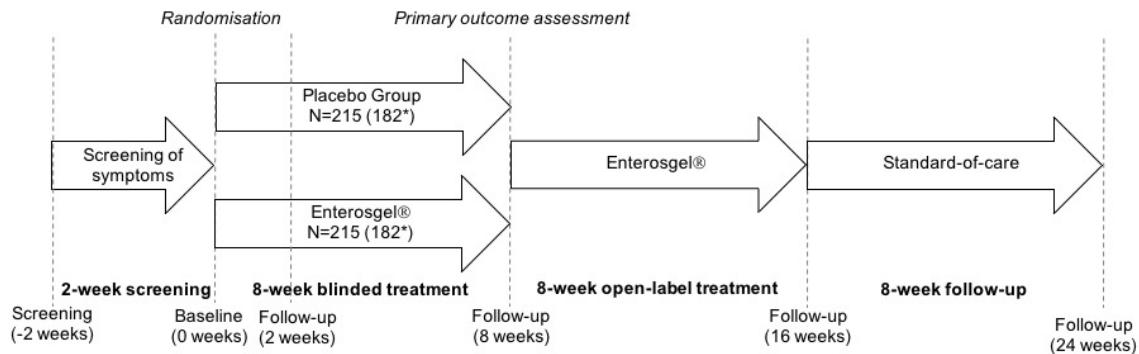 Randomisation
Primary outcome assessment
Placebo Group
N=215 (182*)
Screening of
symptoms
Enterosgel®
Standard-of-care
Enterosgel®
N=215 (182*)
2-week screening
8-week blinded treatment
8-week open-label treatment
8-week follow-up
Screening
(-2 weeks)
Baseline
(0 weeks)
Follow-up
(2 weeks)
Follow-up
(8 weeks)
Follow-up
(16 weeks)
Follow-up
(24 weeks)